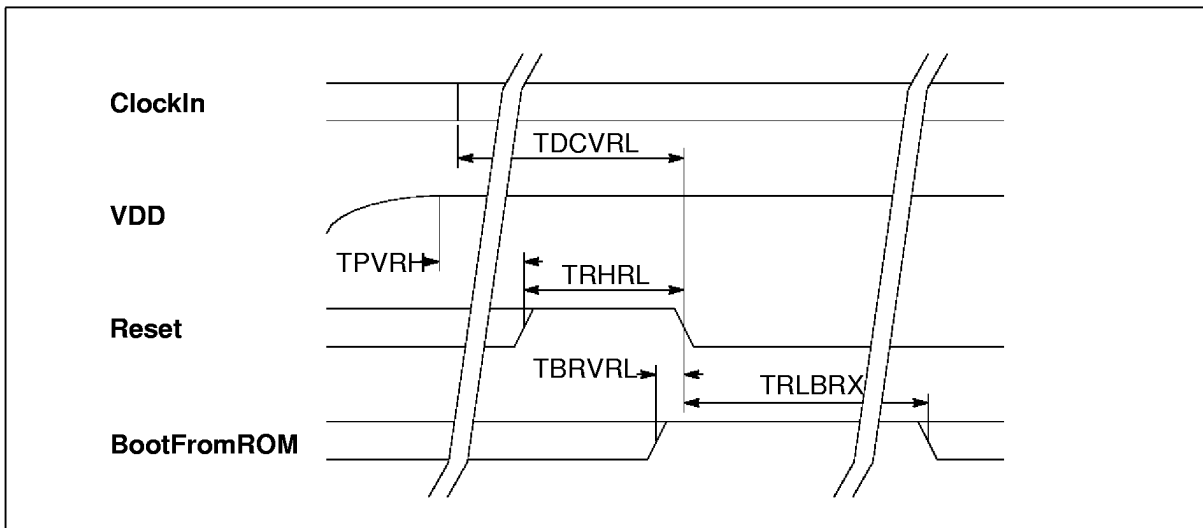 ClockIn
TDCVRL
VDD
TPVRH
TRHRL
Reset
TBRVRL
TRLBRX
BootFromROM